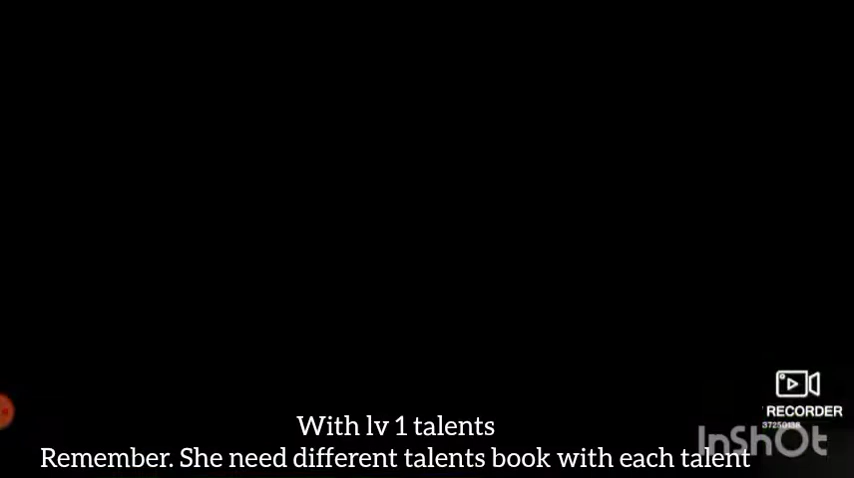 RECORDER
InShOt
With lv 1 talents
Remember. She need different talents book with each talent